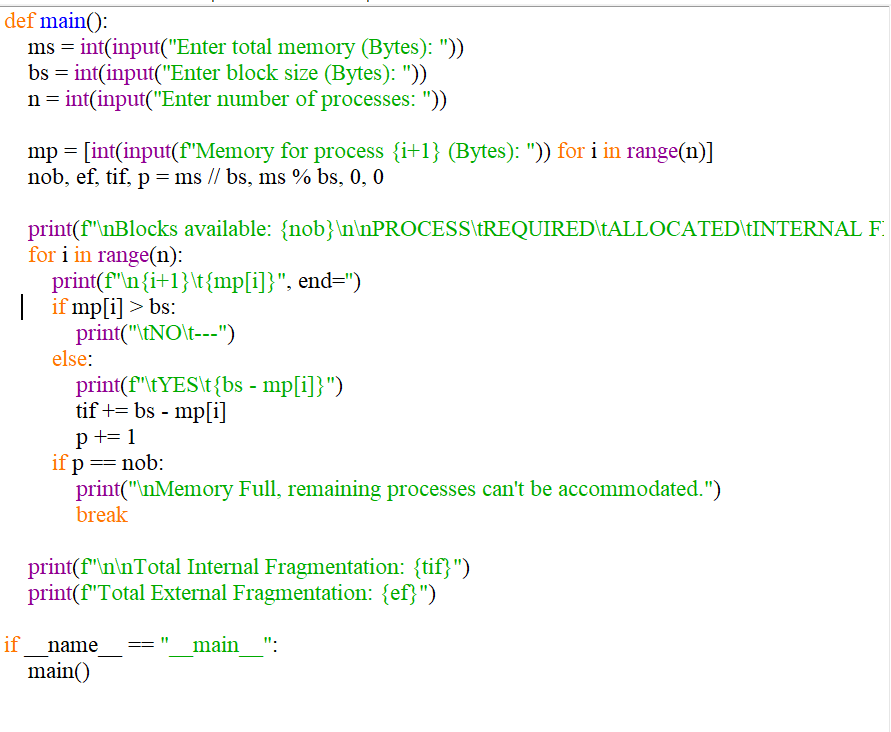 def main():
    ms = int(input("Enter total memory (Bytes): "))
    bs = int(input("Enter block size (Bytes): "))
    n = int(input("Enter number of processes: "))
    mp = [int(input(f"Memory for process {i+1} (Bytes): ")) for i in range(n)]
    nob, ef, tif, p = ms // bs, ms % bs, 0, 0
    print(f"\nBlocks available: {nob}\n\nPROCESS\tREQUIRED\tALLOCATED\tINTERNAL F
    for i in range(n):
        print(f"\n{i+1}\t{mp[i]}", end='')
        if mp[i] > bs:
            print("\tNO\t---")
        else:
            print(f"\tYES\t{bs - mp[i]}")
            tif += bs - mp[i]
            p += 1
        if p == nob:
            print("\nMemory Full, remaining processes can't be accommodated.")
            break
    print(f"\n\nTotal Internal Fragmentation: {tif}")
    print(f"Total External Fragmentation: {ef}")
if __name__ == "__main__":
    main()